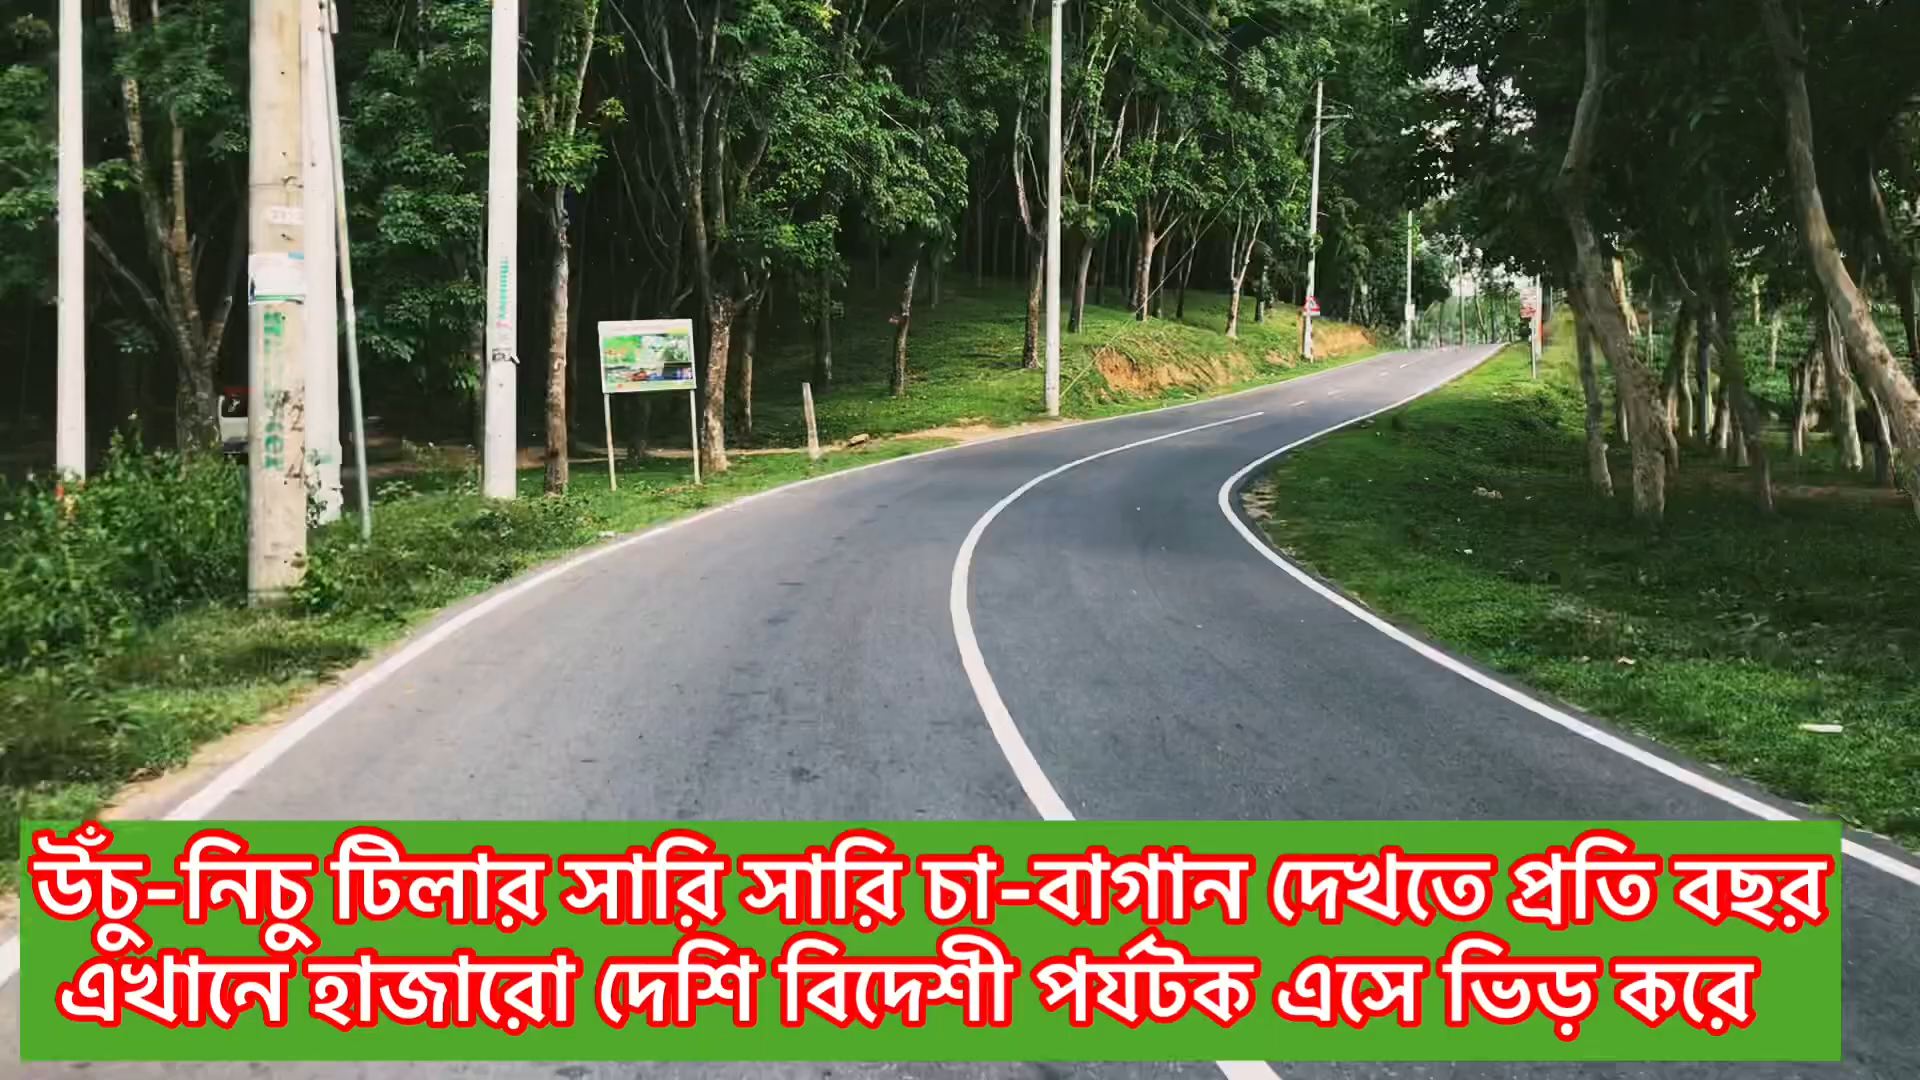 উঁচু-নিচু টিলার সারি সারি চা-বাগান দেখতে প্রতি বছর
এখানে হাজারো দেশি বিদেশী পর্যটক এসে ভিড় করে